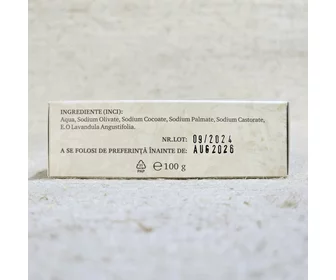 INGREDIENTE (INCI):
Aqua, Sodium Olivate, Sodium Cocoate, Sodium Palmate, Sodium Castorate,
E.O Lavandula Angustifolia.
NR.LOT: 09/2024
A SE FOLOSI DE PREFERINȚĂ ÎNAINTE DE: AUG2026
PAP
℮ 100 g